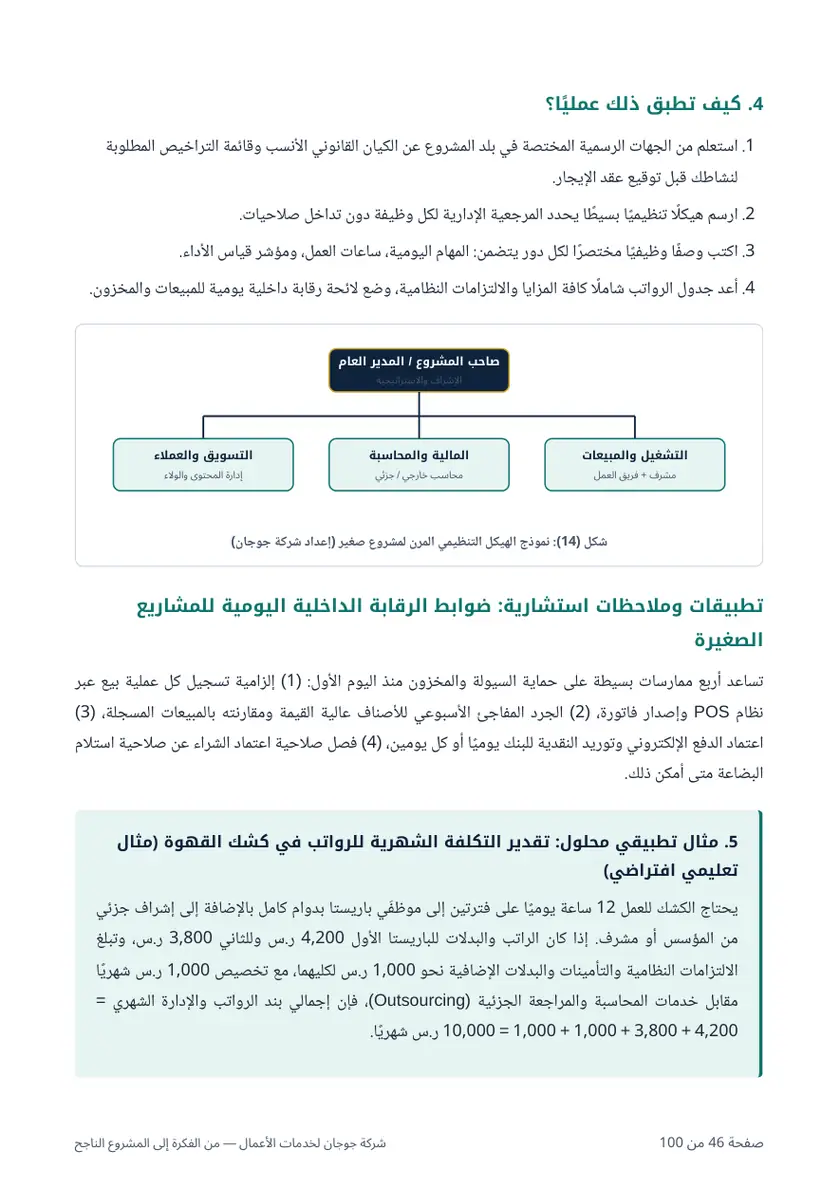 4. كيف تطبق ذلك عمليًا؟
1. استعلم من الجهات الرسمية المختصة في بلد المشروع عن الكيان القانوني الأنسب وقائمة التراخيص المطلوبة
لنشاطك قبل توقيع عقد الإيجار.
2. ارسم هيكلًا تنظيميًا بسيطًا يحدد المرجعية الإدارية لكل وظيفة دون تداخل صلاحيات.
3. اكتب وصفًا وظيفيًا مختصرًا لكل دور يتضمن: المهام اليومية، ساعات العمل، ومؤشر قياس الأداء.
4. أعد جدول الرواتب شاملًا كافة المزايا والالتزامات النظامية، وضع لائحة رقابة داخلية يومية للمبيعات والمخزون.
صاحب المشروع / المدير العام
الإشراف والاستراتيجية
التشغيل والمبيعات
مشرف + فريق العمل
المالية والمحاسبة
محاسب خارجي / جزئي
التسويق والعملاء
إدارة المحتوى والولاء
شكل (14): نموذج الهيكل التنظيمي المرن لمشروع صغير (إعداد شركة جوجان)
تطبيقات وملاحظات استشارية: ضوابط الرقابة الداخلية اليومية للمشاريع
الصغيرة
تساعد أربع ممارسات بسيطة على حماية السيولة والمخزون منذ اليوم الأول: (1) إلزامية تسجيل كل عملية بيع عبر
نظام POS وإصدار فاتورة، (2) الجرد المفاجئ الأسبوعي للأصناف عالية القيمة ومقارنته بالمبيعات المسجلة، (3)
اعتماد الدفع الإلكتروني وتوريد النقدية للبنك يوميًا أو كل يومين، (4) فصل صلاحية اعتماد الشراء عن صلاحية استلام
البضاعة متى أمكن ذلك.
5. مثال تطبيقي محلول: تقدير التكلفة الشهرية للرواتب في كشك القهوة (مثال
تعليمي افتراضي)
يحتاج الكشك للعمل 12 ساعة يوميًا على فترتين إلى موظفَي باريستا بدوام كامل بالإضافة إلى إشراف جزئي
من المؤسس أو مشرف. إذا كان الراتب والبدلات للباريستا الأول 4,200 ر.س وللثاني 3,800 ر.س، وتبلغ
الالتزامات النظامية والتأمينات والبدلات الإضافية نحو 1,000 ر.س لكليهما، مع تخصيص 1,000 ر.س شهريًا
مقابل خدمات المحاسبة والمراجعة الجزئية (Outsourcing)، فإن إجمالي بند الرواتب والإدارة الشهري =
4,200 + 3,800 + 1,000 + 1,000 = 10,000 ر.س شهريًا.
صفحة 46 من 100
شركة جوجان لخدمات الأعمال — من الفكرة إلى المشروع الناجح